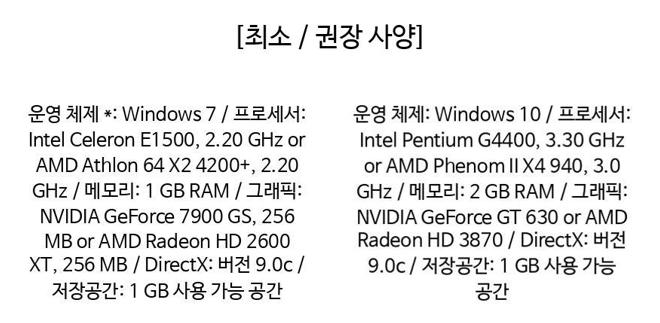 [최소 / 권장 사양]
운영 체제 *: Windows 7 / 프로세서:
Intel Celeron E1500, 2.20 GHz or
AMD Athlon 64 X2 4200+, 2.20
GHz / 메모리: 1 GB RAM / 그래픽:
NVIDIA GeForce 7900 GS, 256
MB or AMD Radeon HD 2600
XT, 256 MB / DirectX: 버전 9.0c /
저장공간: 1 GB 사용 가능 공간
운영 체제: Windows 10 / 프로세서:
Intel Pentium G4400, 3.30 GHz
or AMD Phenom II X4 940, 3.0
GHz / 메모리: 2 GB RAM / 그래픽:
NVIDIA GeForce GT 630 or AMD
Radeon HD 3870 / DirectX: 버전
9.0c / 저장공간: 1 GB 사용 가능
공간